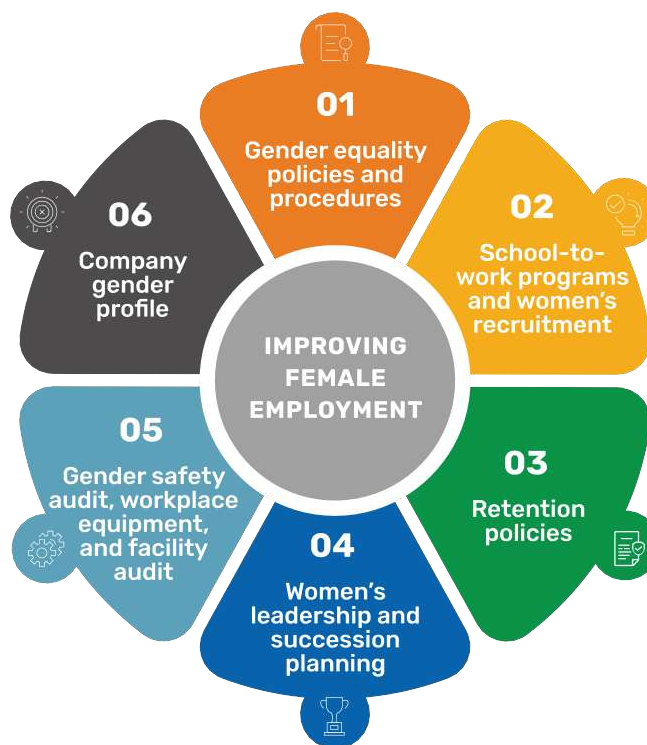 01
Gender equality
policies and
procedures
02
School-to-
work programs
and women's
recruitment
03
Retention
policies
04
Women's
leadership and
succession
planning
05
Gender safety
audit, workplace
equipment,
and facility
audit
06
Company
gender
profile
IMPROVING
FEMALE
EMPLOYMENT